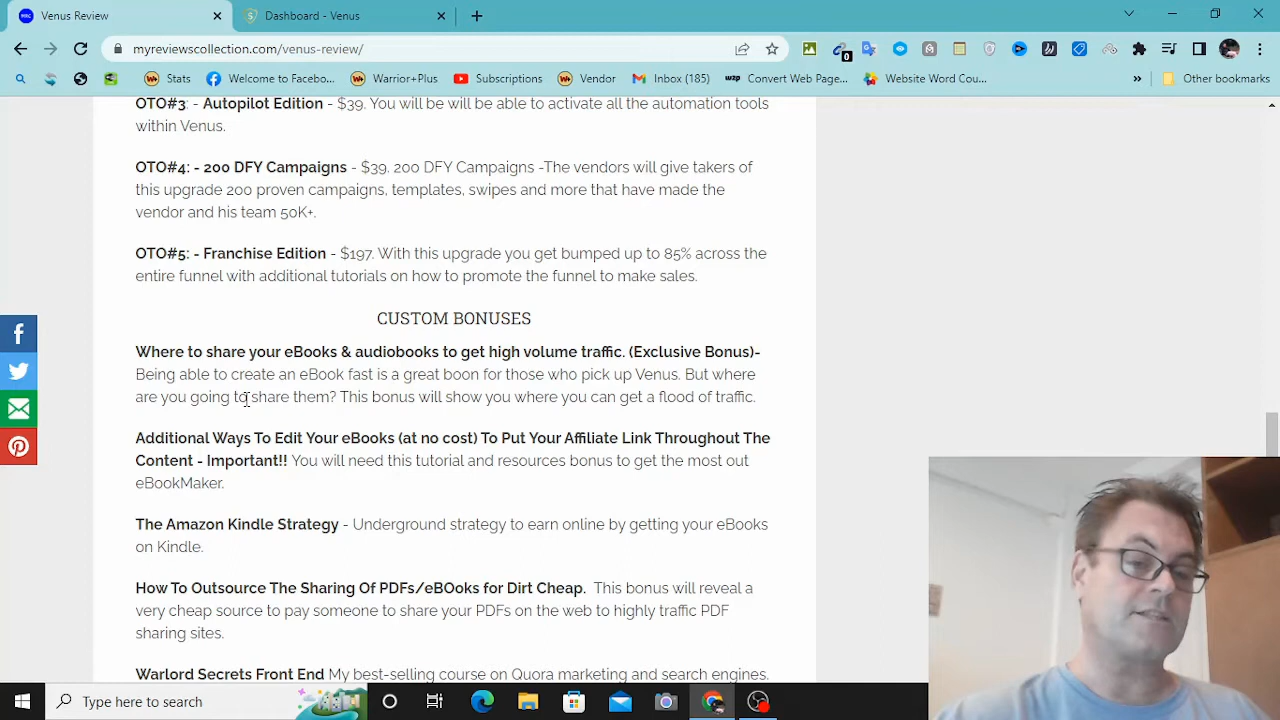 Venus Review
Dashboard - Venus
myreviewscollection.com/venus-review/
0
Stats
Welcome to Facebo...
Warrior+Plus
Subscriptions
Vendor
Inbox (185)
Convert Web Page...
Website Word Cou...
Other bookmarks
OTO#3: - Autopilot Edition - $39. You will be will be able to activate all the automation tools
within Venus.
OTO#4: - 200 DFY Campaigns - $39. 200 DFY Campaigns -The vendors will give takers of
this upgrade 200 proven campaigns, templates, swipes and more that have made the
vendor and his team 50K+.
OTO#5: - Franchise Edition - $197. With this upgrade you get bumped up to 85% across the
entire funnel with additional tutorials on how to promote the funnel to make sales.
CUSTOM BONUSES
Where to share your eBooks & audiobooks to get high volume traffic. (Exclusive Bonus)-
Being able to create an eBook fast is a great boon for those who pick up Venus. But where
are you going to share them? This bonus will show you where you can get a flood of traffic.
Additional Ways To Edit Your eBooks (at no cost) To Put Your Affiliate Link Throughout The
Content - Important!! You will need this tutorial and resources bonus to get the most out
eBookMaker.
The Amazon Kindle Strategy - Underground strategy to earn online by getting your eBooks
on Kindle.
How To Outsource The Sharing Of PDFs/eBOoks for Dirt Cheap. This bonus will reveal a
very cheap source to pay someone to share your PDFs on the web to highly traffic PDF
sharing sites.
Warlord Secrets Front End My best-selling course on Quora marketing and search engines.
Type here to search